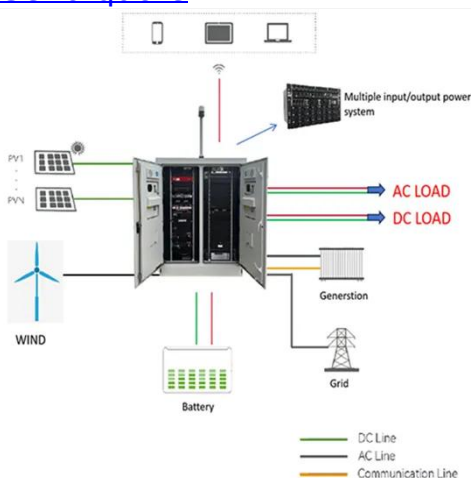 Multiple input/output power
system
PV1
PVN
AC LOAD
DC LOAD
WIND
Generstion
Grid
Battery
DC Line
AC Line
Communication Line